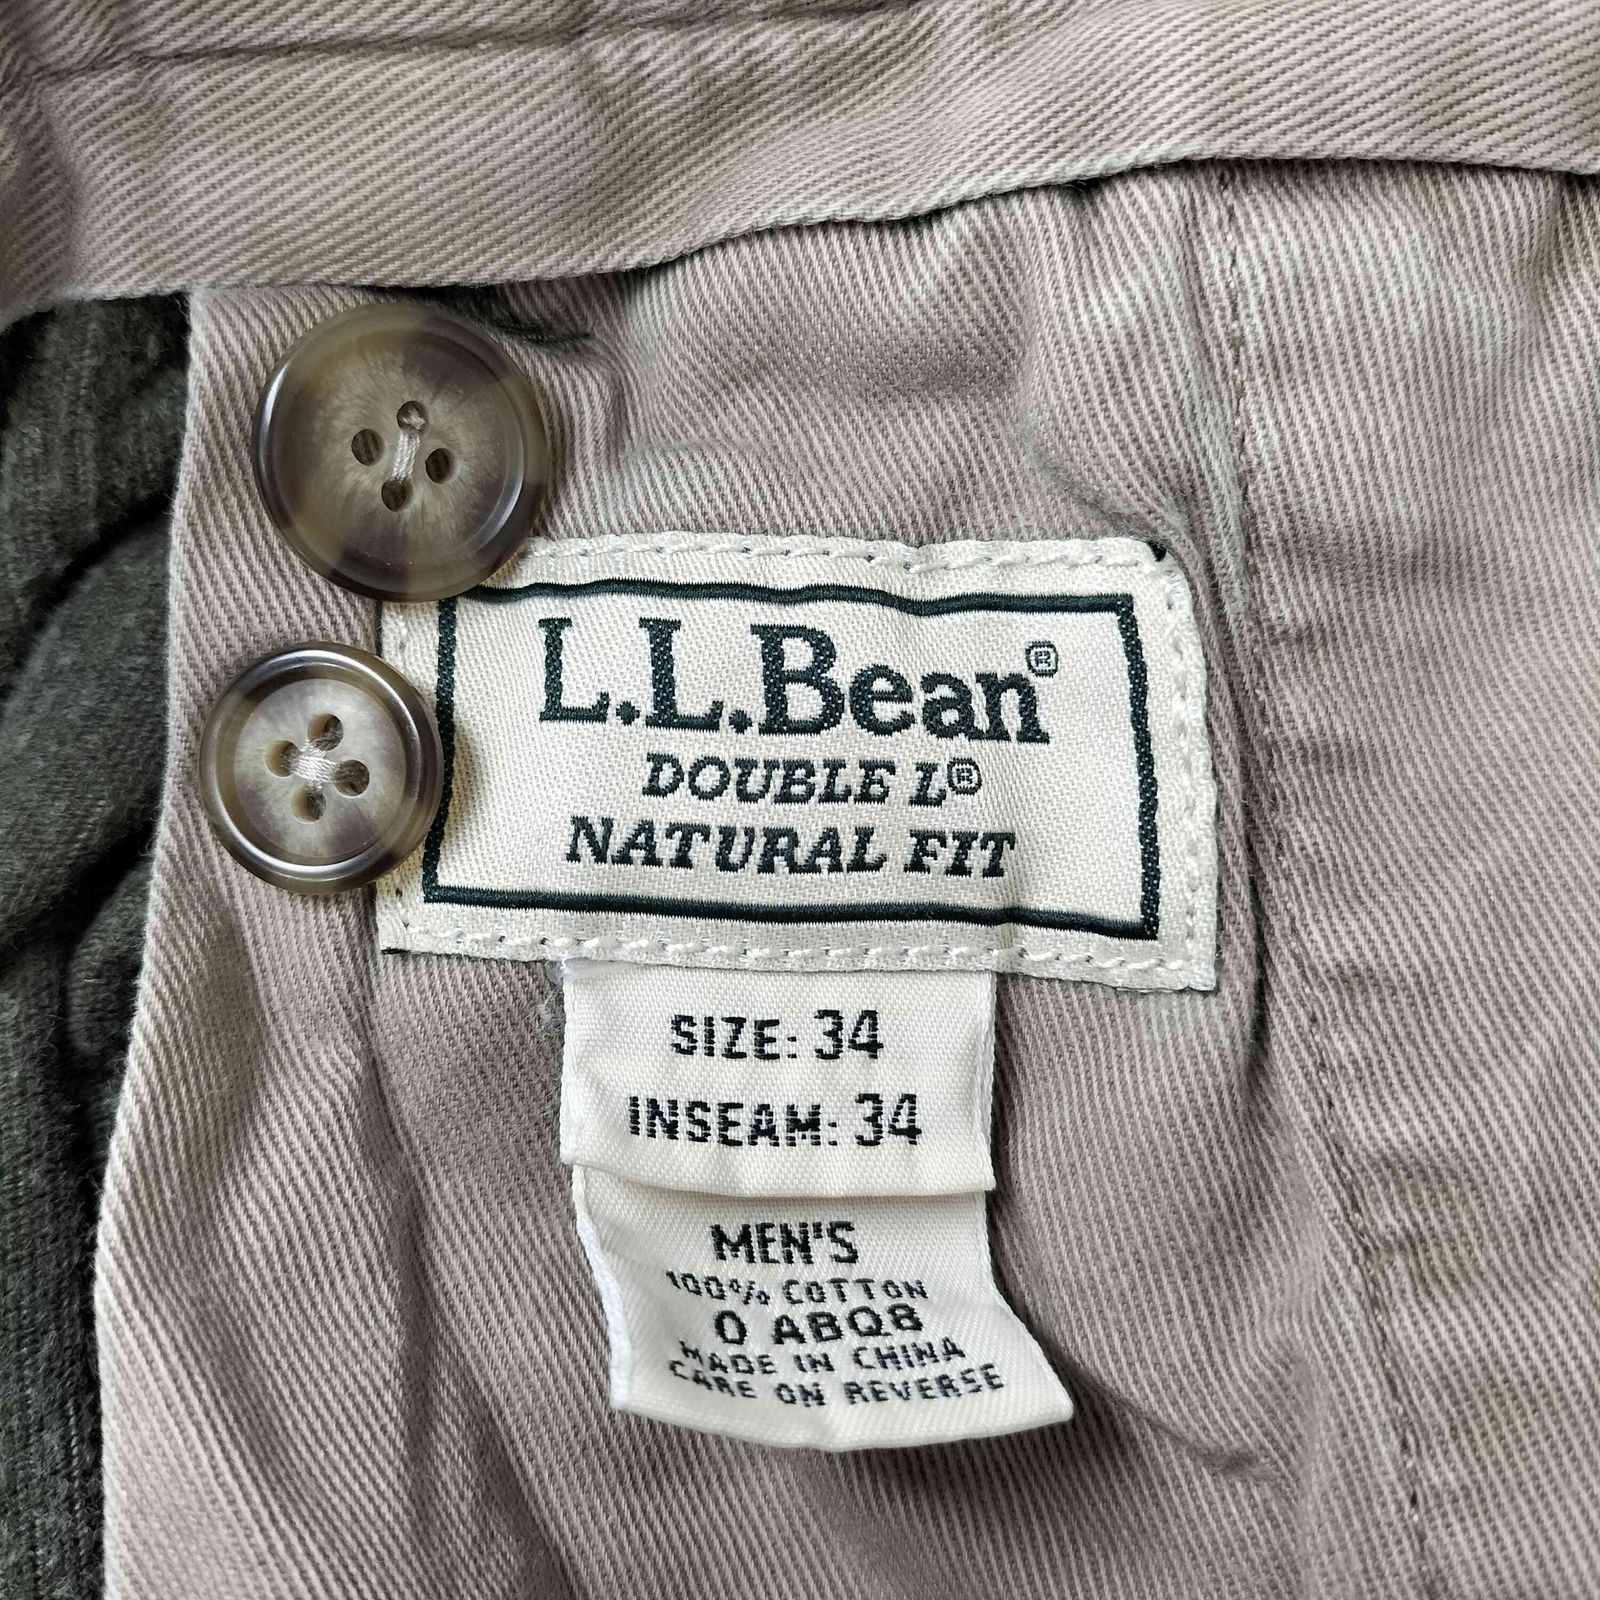 L.L.Bean®
DOUBLE L®
NATURAL FIT
SIZE: 34
INSEAM: 34
MEN'S
100% COTTON
0 ABQ8
MADE IN CHINA
CARE ON REVERSE